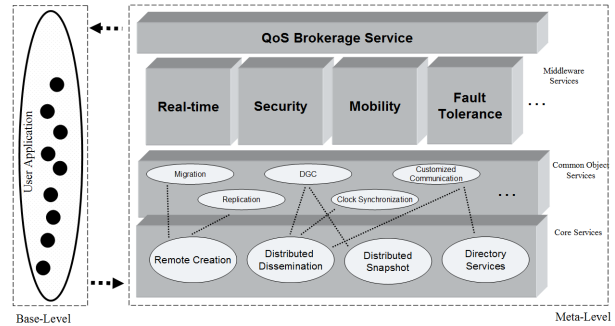 QoS Brokerage Service
Middleware
Services
Real-time
Security
Mobility
Fault
Tolerance
...
User Application
Common Object
Services
Migration
DGC
Customized
Communication
Replication
Clock Synchronization
...
Core Services
Remote Creation
Distributed
Dissemination
Distributed
Snapshot
Directory
Services
Base-Level
Meta-Level